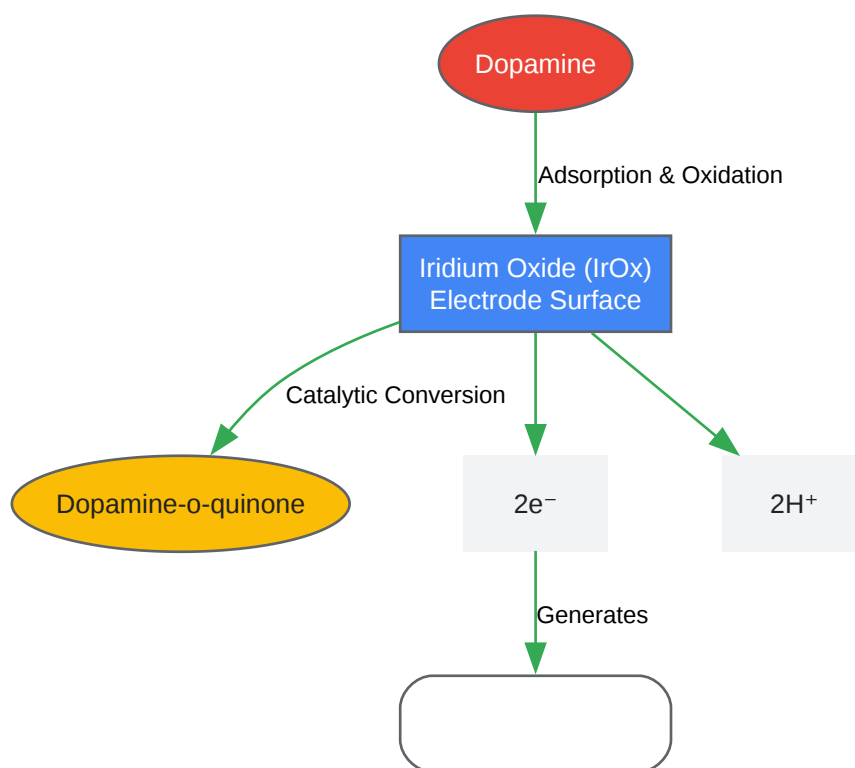 Dopamine
Adsorption & Oxidation
Iridium Oxide (IrOx)
Electrode Surface
Catalytic Conversion
Dopamine-o-quinone
2e⁻
2H⁺
Generates